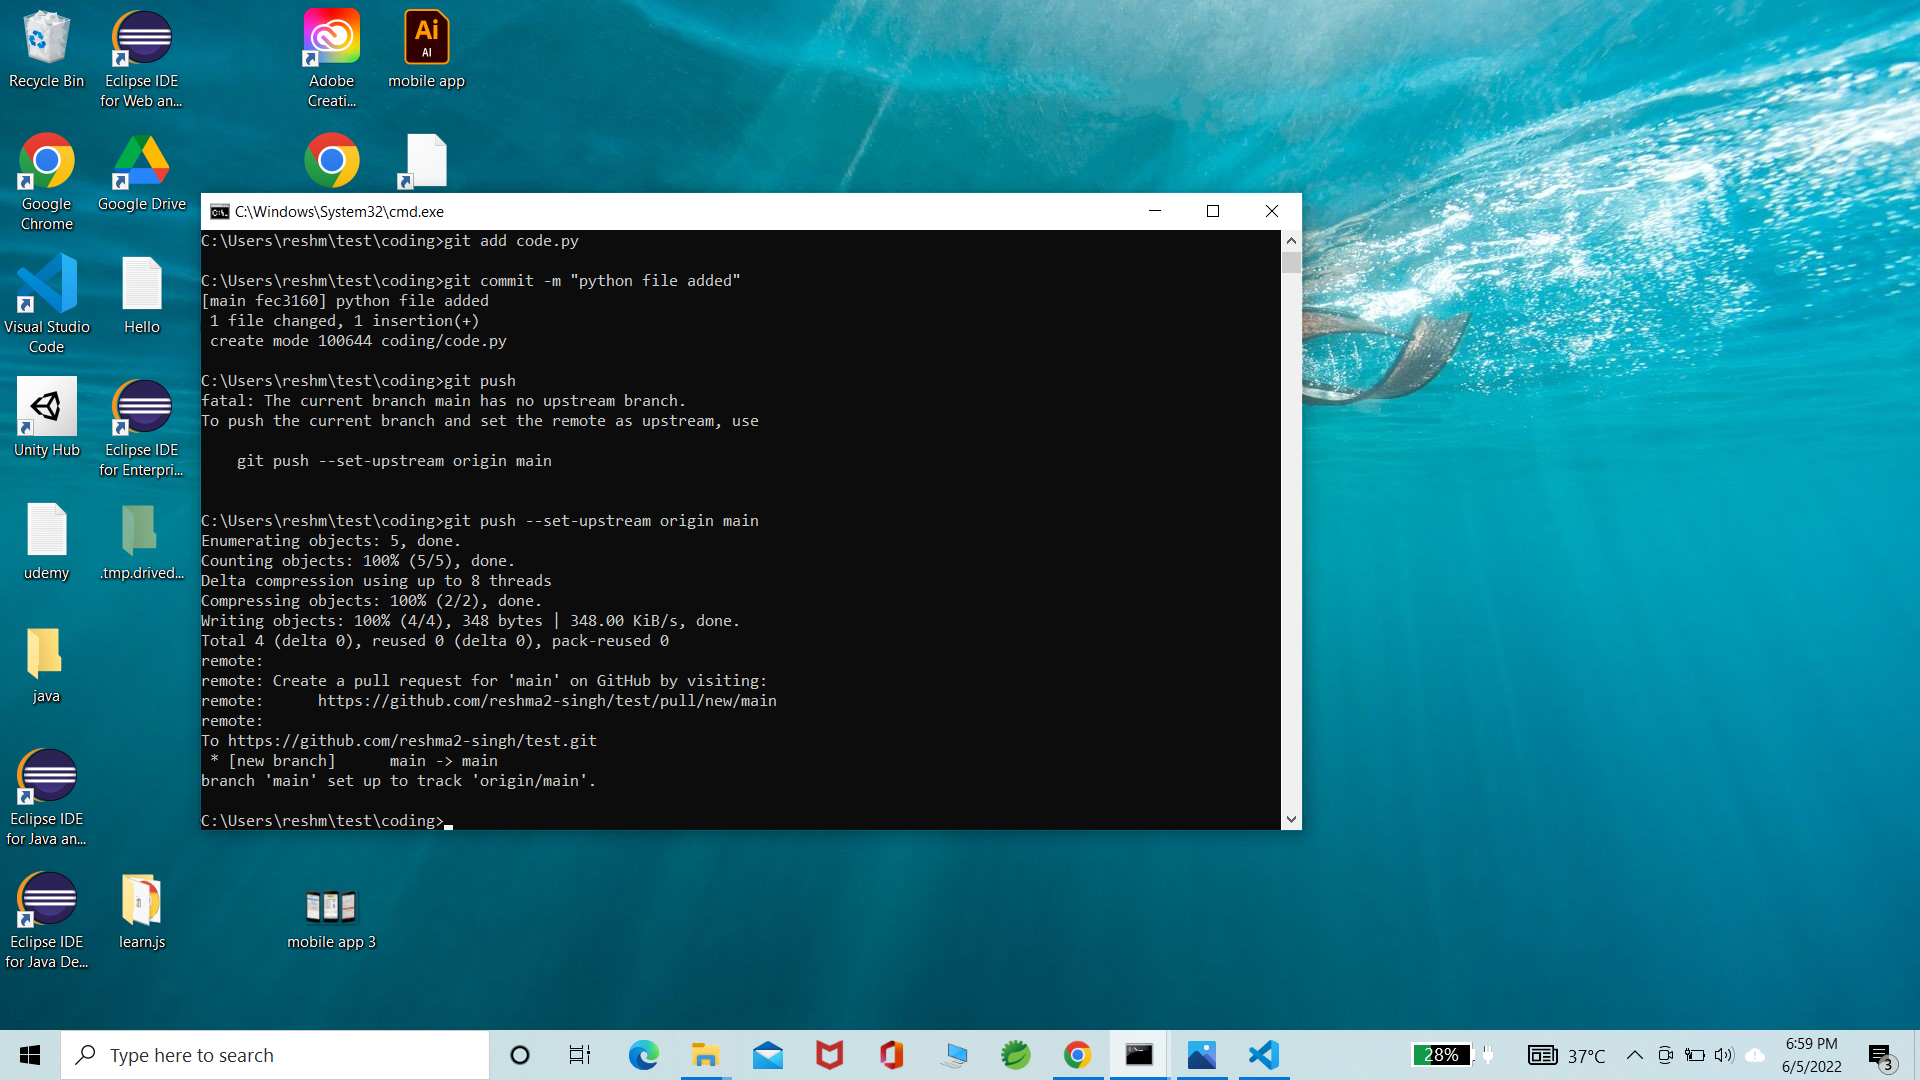 Recycle Bin
Eclipse IDE
for Web an...
Adobe
Creati...
Ai
AI
mobile app
Google
Chrome
Google Drive
Visual Studio
Code
Hello
Unity Hub
Eclipse IDE
for Enterpri...
udemy
.tmp.drived...
java
Eclipse IDE
for Java an...
Eclipse IDE
for Java De...
learn.js
mobile app 3
C:\Windows\System32\cmd.exe
C:\Users\reshm\test\coding>git add code.py
C:\Users\reshm\test\coding>git commit -m "python file added"
[main fec3160] python file added
 1 file changed, 1 insertion(+)
 create mode 100644 coding/code.py
C:\Users\reshm\test\coding>git push
fatal: The current branch main has no upstream branch.
To push the current branch and set the remote as upstream, use
    git push --set-upstream origin main
C:\Users\reshm\test\coding>git push --set-upstream origin main
Enumerating objects: 5, done.
Counting objects: 100% (5/5), done.
Delta compression using up to 8 threads
Compressing objects: 100% (2/2), done.
Writing objects: 100% (4/4), 348 bytes | 348.00 KiB/s, done.
Total 4 (delta 0), reused 0 (delta 0), pack-reused 0
remote:
remote: Create a pull request for 'main' on GitHub by visiting:
remote:      https://github.com/reshma2-singh/test/pull/new/main
remote:
To https://github.com/reshma2-singh/test.git
 * [new branch]      main -> main
branch 'main' set up to track 'origin/main'.
C:\Users\reshm\test\coding>
Type here to search
28%
37°C
6:59 PM
6/5/2022
3